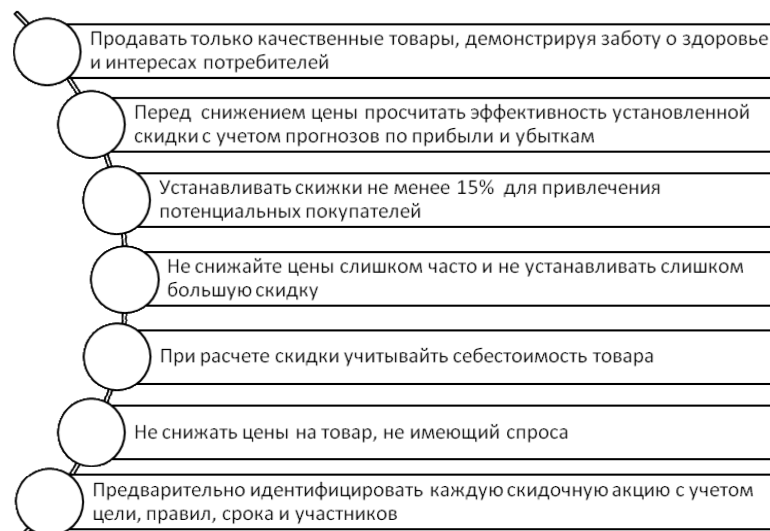 Продавать только качественные товары, демонстрируя заботу о здоровье
и интересах потребителей
Перед снижением цены просчитать эффективность установленной
скидки с учетом прогнозов по прибыли и убыткам
Устанавливать скижки не менее 15% для привлечения
потенциальных покупателей
Не снижайте цены слишком часто и не устанавливать слишком
большую скидку
При расчете скидки учитывайть себестоимость товара
Не снижать цены на товар, не имеющий спроса
Предварительно идентифицировать каждую скидочную акцию с учетом
цели, правил, срока и участников